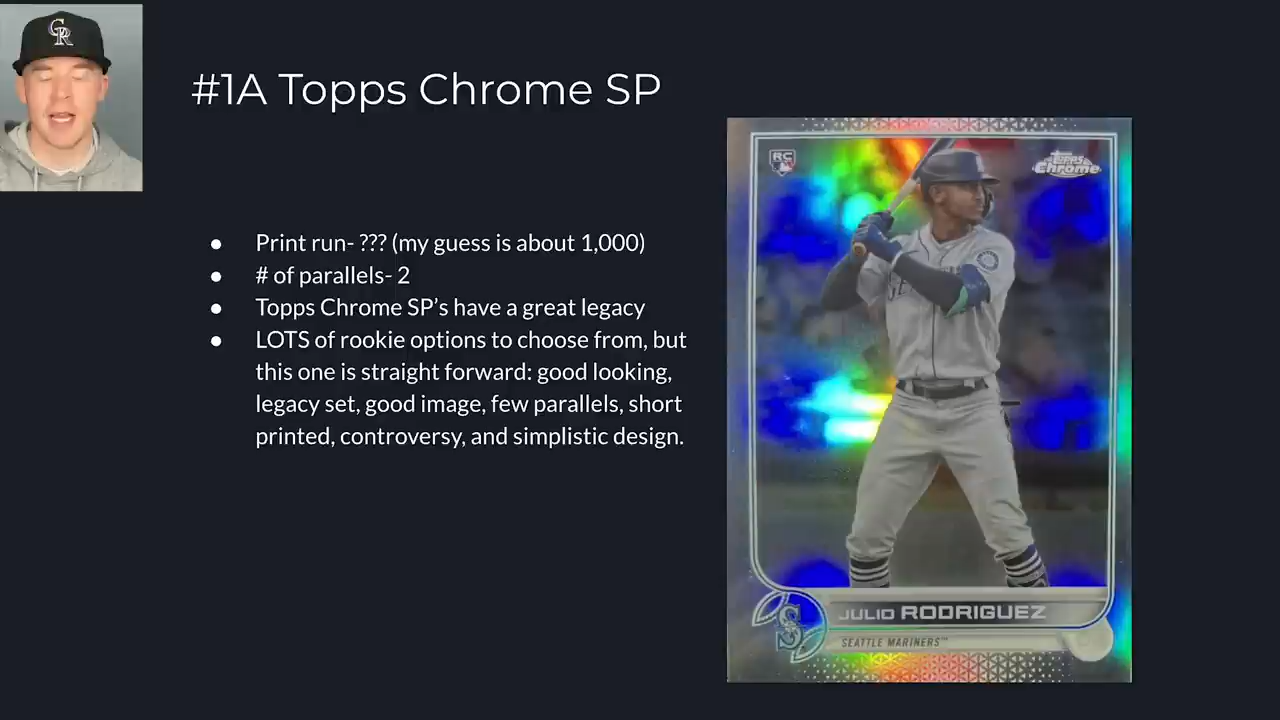 CR
#1A Topps Chrome SP
● Print run- ??? (my guess is about 1,000)
● # of parallels- 2
● Topps Chrome SP’s have a great legacy
● LOTS of rookie options to choose from, but
this one is straight forward: good looking,
legacy set, good image, few parallels, short
printed, controversy, and simplistic design.
RC
Topps
Chrome
S
JULIO RODRIGUEZ
SEATTLE MARINERS™